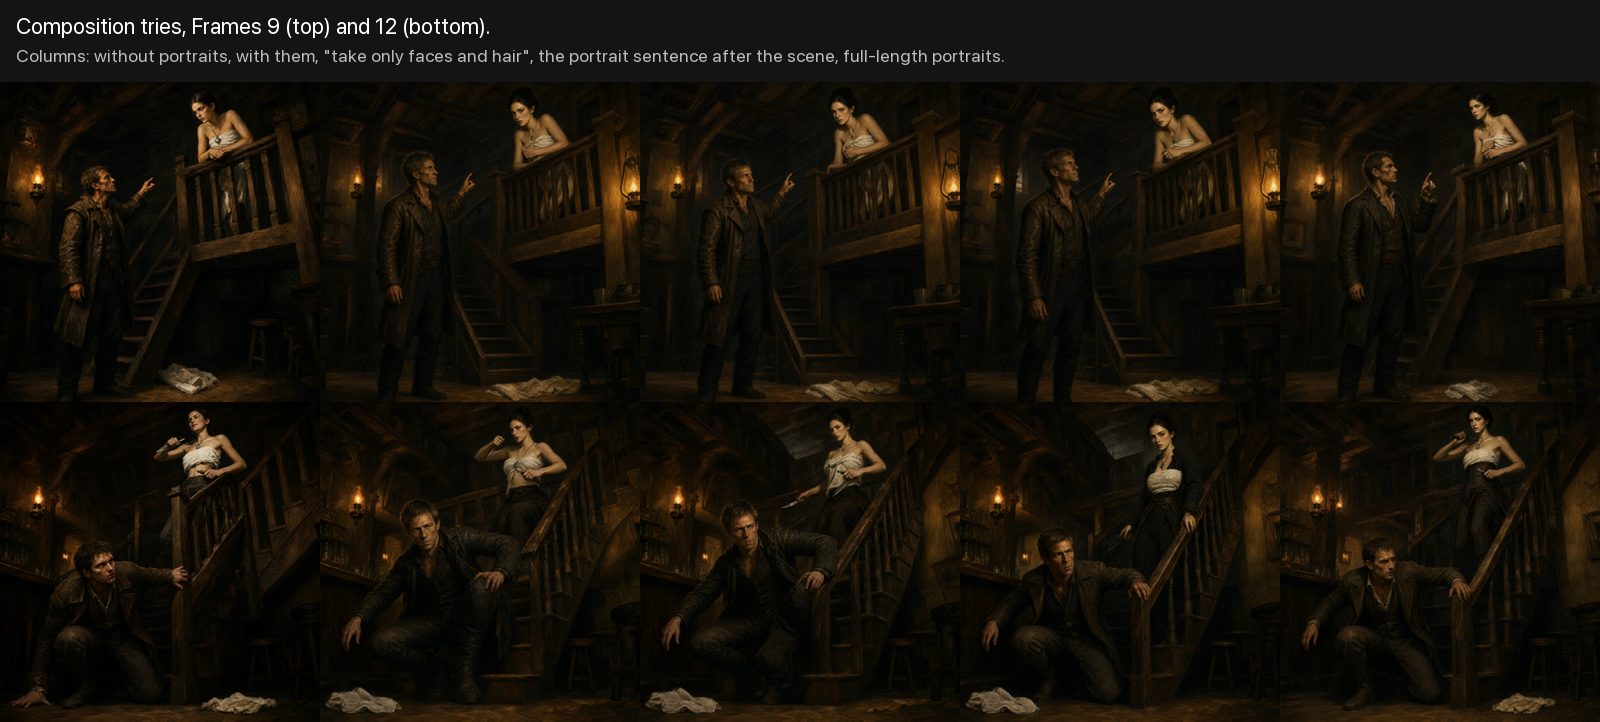 Composition tries, Frames 9 (top) and 12 (bottom).
Columns: without portraits, with them, "take only faces and hair", the portrait sentence after the scene, full-length portraits.